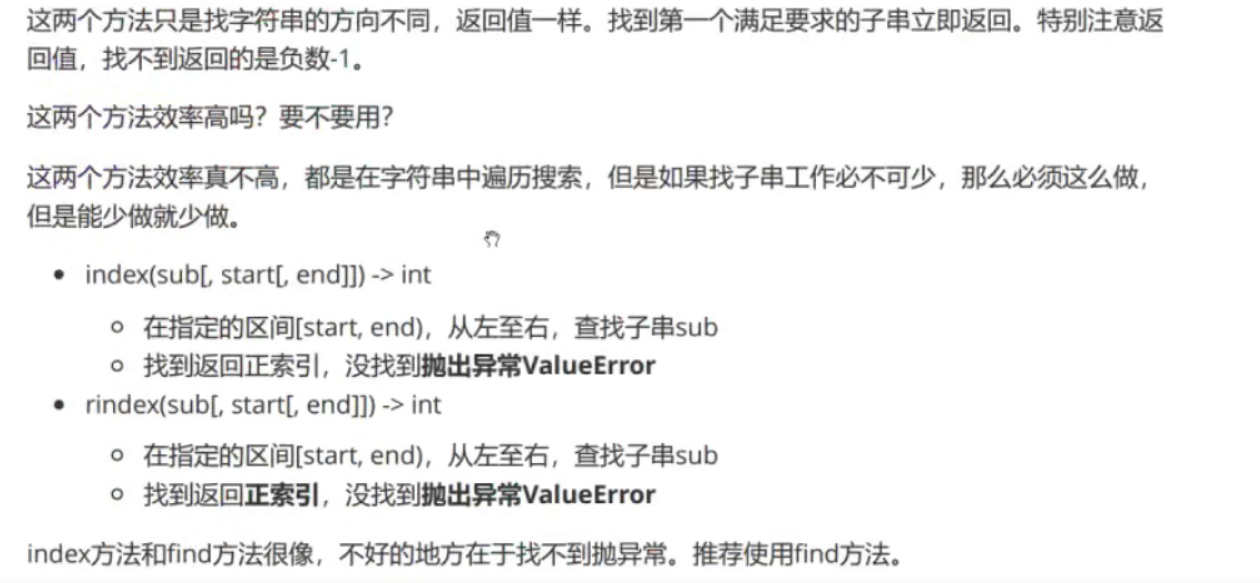 这两个方法只是找字符串的方向不同，返回值一样。找到第一个满足要求的子串立即返回。特别注意返
回值，找不到返回的是负数-1。
这两个方法效率高吗？要不要用？
这两个方法效率真不高，都是在字符串中遍历搜索，但是如果找子串工作必不可少，那么必须这么做，
但是能少做就少做。
• index(sub[, start[, end]]) -> int
◦ 在指定的区间[start, end)，从左至右，查找子串sub
◦ 找到返回正索引，没找到抛出异常ValueError
• rindex(sub[, start[, end]]) -> int
◦ 在指定的区间[start, end)，从左至右，查找子串sub
◦ 找到返回正索引，没找到抛出异常ValueError
index方法和find方法很像，不好的地方在于找不到抛异常。推荐使用find方法。